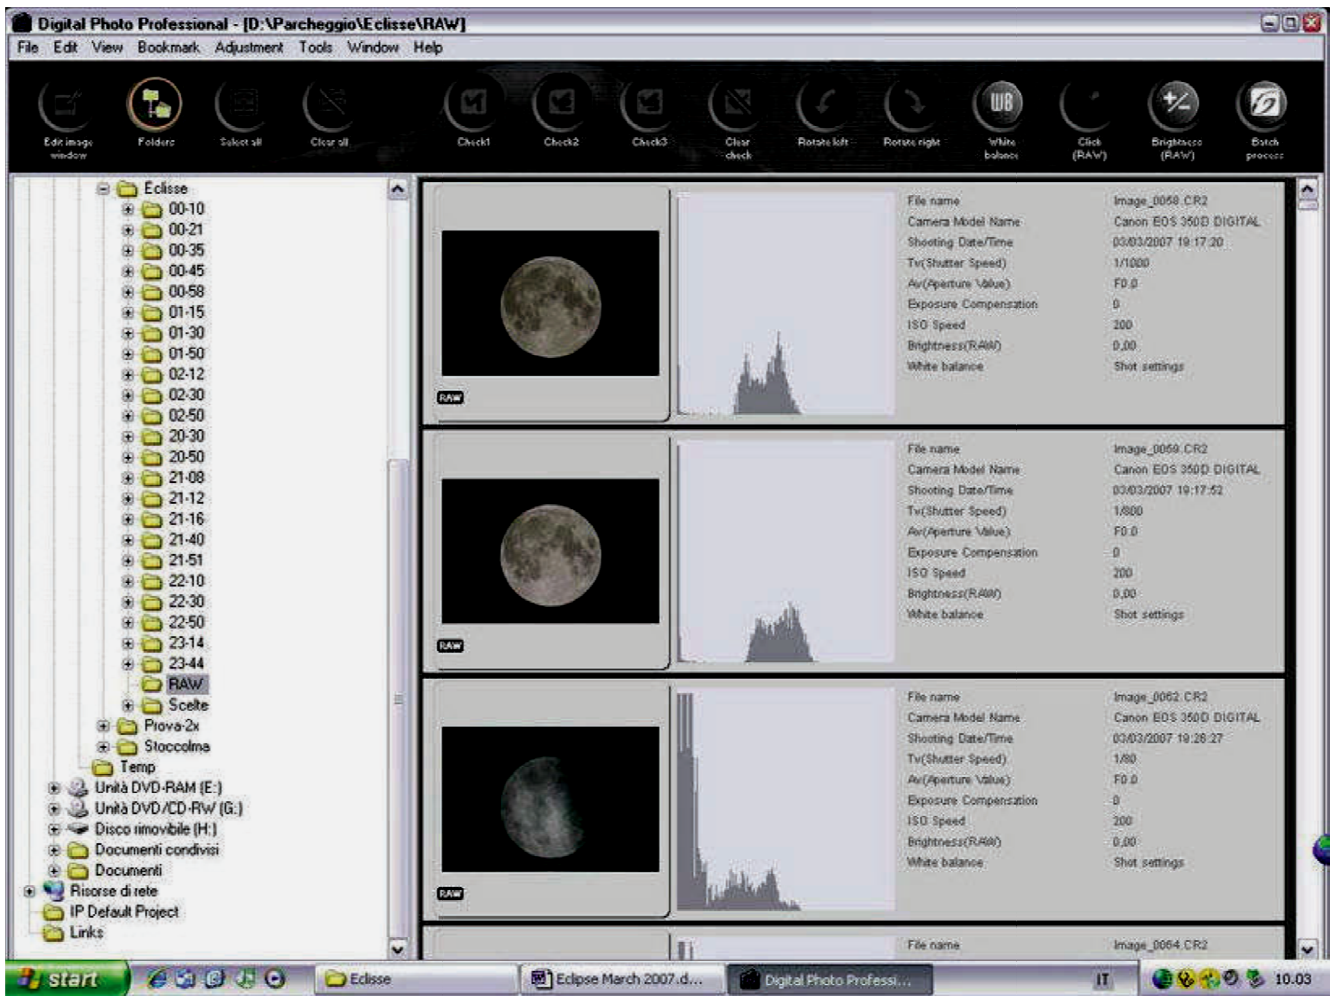 Digital Photo Professional - [D:\Parcheggio\Eclisse\RAW]
File Edit View Bookmark Adjustment Tools Window Help
Edit image window
Folders
Select all
Clear all
Check1
Check2
Check3
Clear check
Rotate left
Rotate right
WB
White balance
Click (RAW)
Brightness (RAW)
Batch process
Eclisse
00-10
00-21
00-35
00-45
00-58
01-15
01-30
01-50
02-12
02-30
02-50
20-30
20-50
21-08
21-12
21-16
21-40
21-51
22-10
22-30
22-50
23-14
23-44
RAW
Scelte
Prova-2x
Stoccolma
Temp
Unità DVD-RAM (E:)
Unità DVD/CD-RW (G:)
Disco rimovibile (H:)
Documenti condivisi
Documenti
Risorse di rete
IP Default Project
Links
RAW
File name Image_0058.CR2
Camera Model Name Canon EOS 350D DIGITAL
Shooting Date/Time 03/03/2007 19:17:20
Tv(Shutter Speed) 1/1000
Av(Aperture Value) F0.0
Exposure Compensation 0
ISO Speed 200
Brightness(RAW) 0,00
White balance Shot settings
RAW
File name Image_0059.CR2
Camera Model Name Canon EOS 350D DIGITAL
Shooting Date/Time 03/03/2007 19:17:52
Tv(Shutter Speed) 1/800
Av(Aperture Value) F0.0
Exposure Compensation 0
ISO Speed 200
Brightness(RAW) 0,00
White balance Shot settings
RAW
File name Image_0062.CR2
Camera Model Name Canon EOS 350D DIGITAL
Shooting Date/Time 03/03/2007 19:26:27
Tv(Shutter Speed) 1/80
Av(Aperture Value) F0.0
Exposure Compensation 0
ISO Speed 200
Brightness(RAW) 0,00
White balance Shot settings
File name Image_0064.CR2
start
Eclisse
Eclipse March 2007.d...
Digital Photo Professi...
IT
10.03